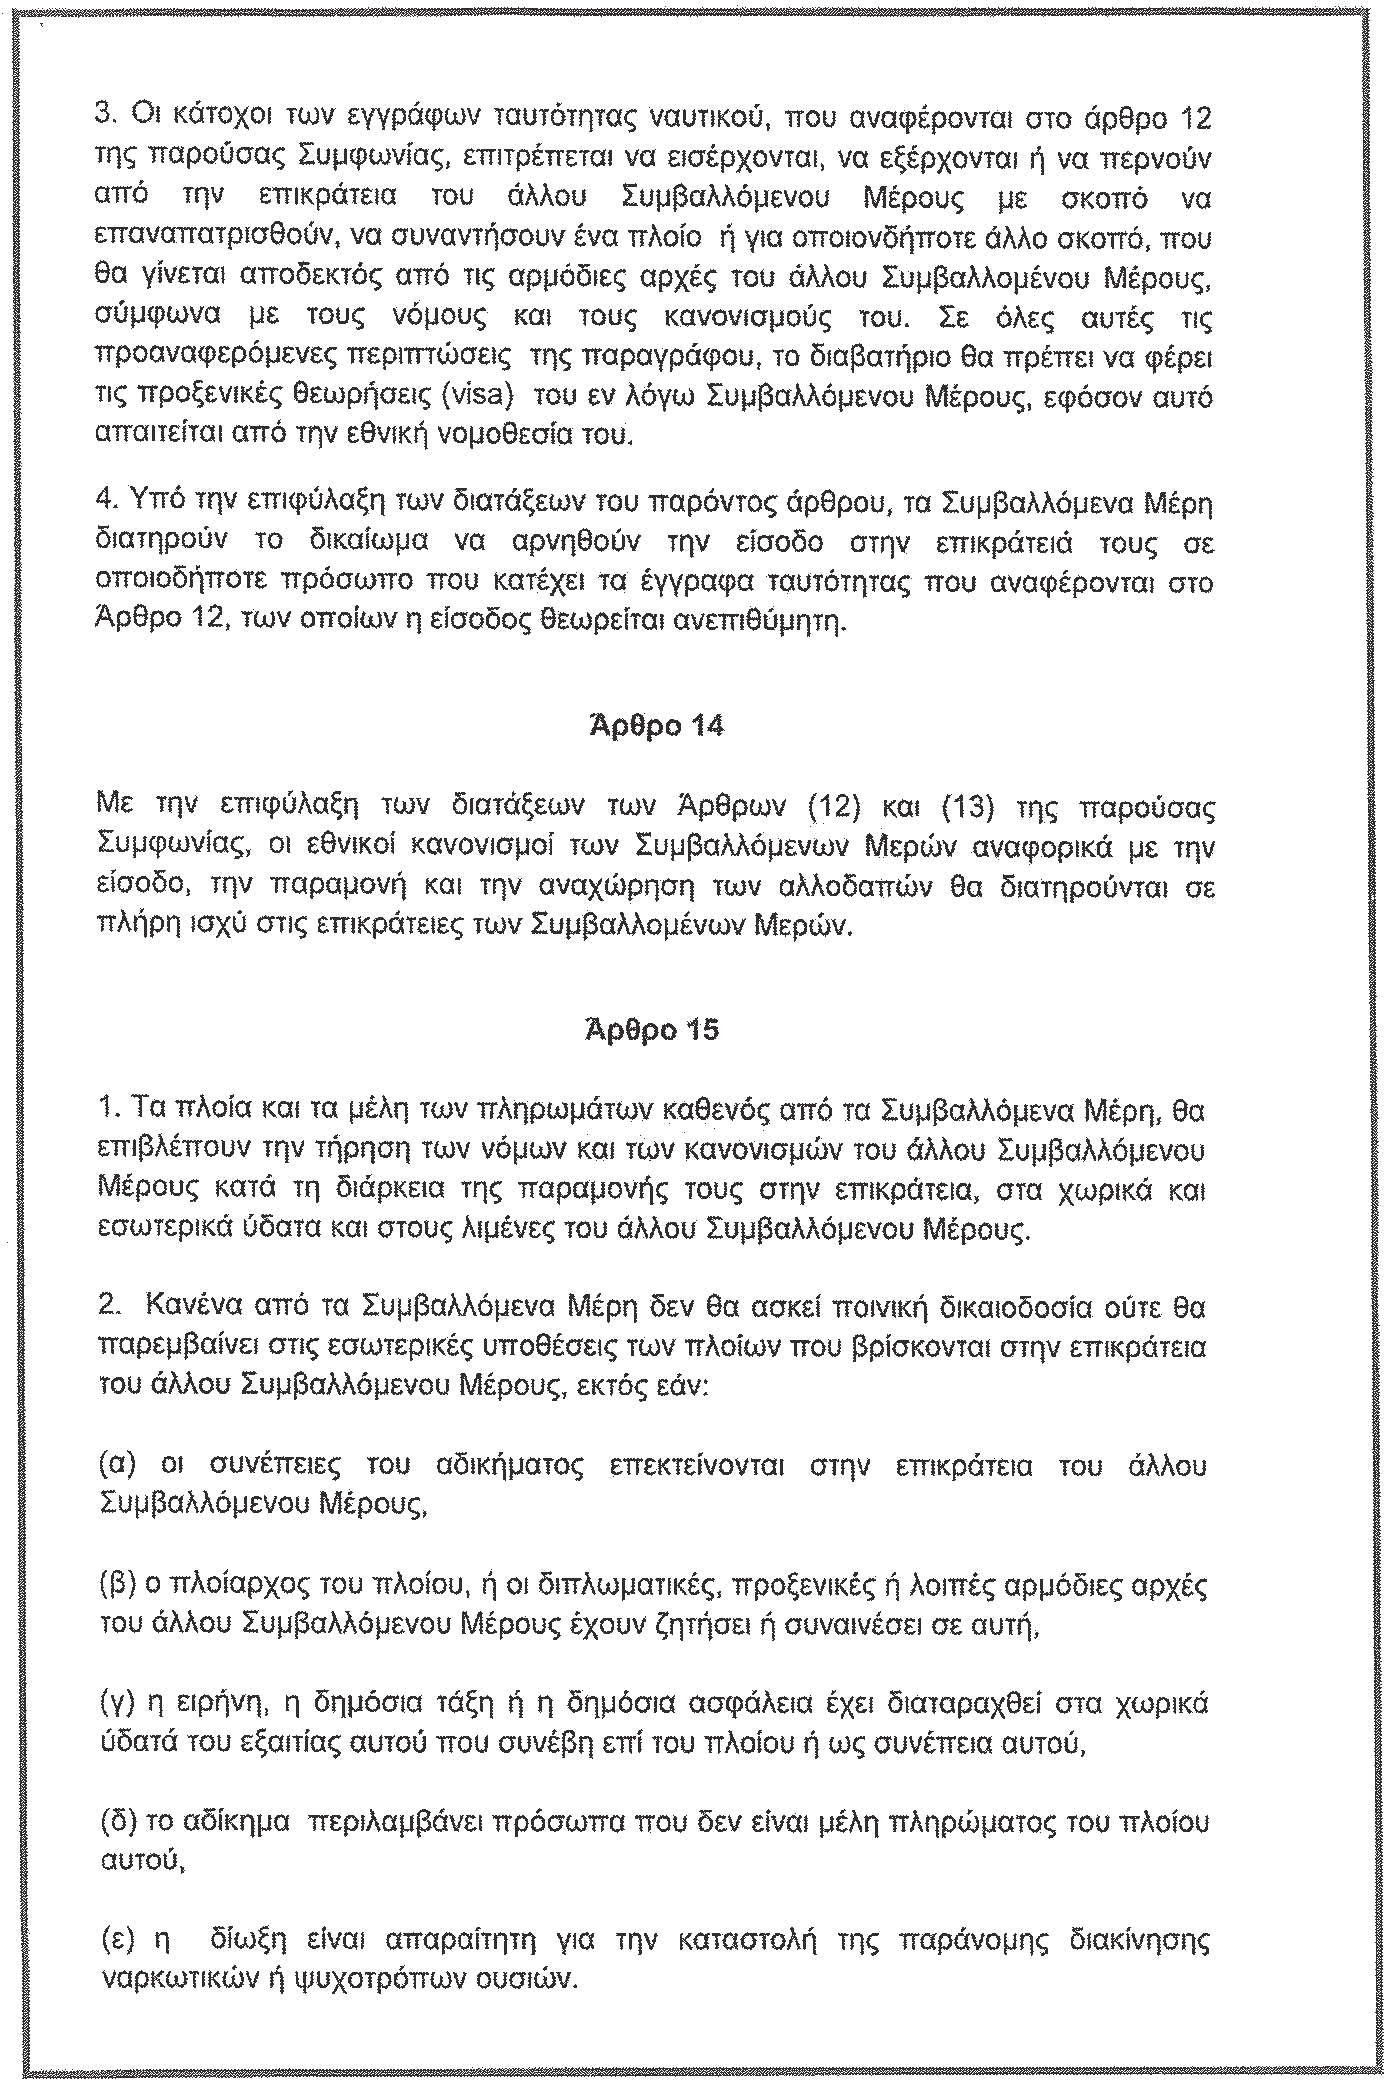 3. Οι κάτοχοι των εγγράφων ταυτότητας ναυτικού, που αναφέρονται στο άρθρο 12
της παρούσας Συμφωνίας, επιτρέπεται να εισέρχονται, να εξέρχονται ή να περνούν
από την επικράτεια του άλλου Συμβαλλόμενου Μέρους με σκοπό να
επαναπατρισθούν, να συναντήσουν ένα πλοίο ή για οποιονδήποτε άλλο σκοπό, που
θα γίνεται αποδεκτός από τις αρμόδιες αρχές του άλλου Συμβαλλομένου Μέρους,
σύμφωνα με τους νόμους και τους κανονισμούς του. Σε όλες αυτές τις
προαναφερόμενες περιπτώσεις της παραγράφου, το διαβατήριο θα πρέπει να φέρει
τις προξενικές θεωρήσεις (visa) του εν λόγω Συμβαλλόμενου Μέρους, εφόσον αυτό
απαιτείται από την εθνική νομοθεσία του.
4. Υπό την επιφύλαξη των διατάξεων του παρόντος άρθρου, τα Συμβαλλόμενα Μέρη
διατηρούν το δικαίωμα να αρνηθούν την είσοδο στην επικράτειά τους σε
οποιοδήποτε πρόσωπο που κατέχει τα έγγραφα ταυτότητας που αναφέρονται στο
Άρθρο 12, των οποίων η είσοδος θεωρείται ανεπιθύμητη.
Άρθρο 14
Με την επιφύλαξη των διατάξεων των Άρθρων (12) και (13) της παρούσας
Συμφωνίας, οι εθνικοί κανονισμοί των Συμβαλλόμενων Μερών αναφορικά με την
είσοδο, την παραμονή και την αναχώρηση των αλλοδαπών θα διατηρούνται σε
πλήρη ισχύ στις επικράτειες των Συμβαλλομένων Μερών.
Άρθρο 15
1. Τα πλοία και τα μέλη των πληρωμάτων καθενός από τα Συμβαλλόμενα Μέρη, θα
επιβλέπουν την τήρηση των νόμων και των κανονισμών του άλλου Συμβαλλόμενου
Μέρους κατά τη διάρκεια της παραμονής τους στην επικράτεια, στα χωρικά και
εσωτερικά ύδατα και στους λιμένες του άλλου Συμβαλλόμενου Μέρους.
2. Κανένα από τα Συμβαλλόμενα Μέρη δεν θα ασκεί ποινική δικαιοδοσία ούτε θα
παρεμβαίνει στις εσωτερικές υποθέσεις των πλοίων που βρίσκονται στην επικράτεια
του άλλου Συμβαλλόμενου Μέρους, εκτός εάν:
(α) οι συνέπειες του αδικήματος επεκτείνονται στην επικράτεια του άλλου
Συμβαλλόμενου Μέρους,
(β) ο πλοίαρχος του πλοίου, ή οι διπλωματικές, προξενικές ή λοιπές αρμόδιες αρχές
του άλλου Συμβαλλόμενου Μέρους έχουν ζητήσει ή συναινέσει σε αυτή,
(γ) η ειρήνη, η δημόσια τάξη ή η δημόσια ασφάλεια έχει διαταραχθεί στα χωρικά
ύδατά του εξαιτίας αυτού που συνέβη επί του πλοίου ή ως συνέπεια αυτού,
(δ) το αδίκημα περιλαμβάνει πρόσωπα που δεν είναι μέλη πληρώματος του πλοίου
αυτού,
(ε) η δίωξη είναι απαραίτητη για την καταστολή της παράνομης διακίνησης
ναρκωτικών ή ψυχοτρόπων ουσιών.